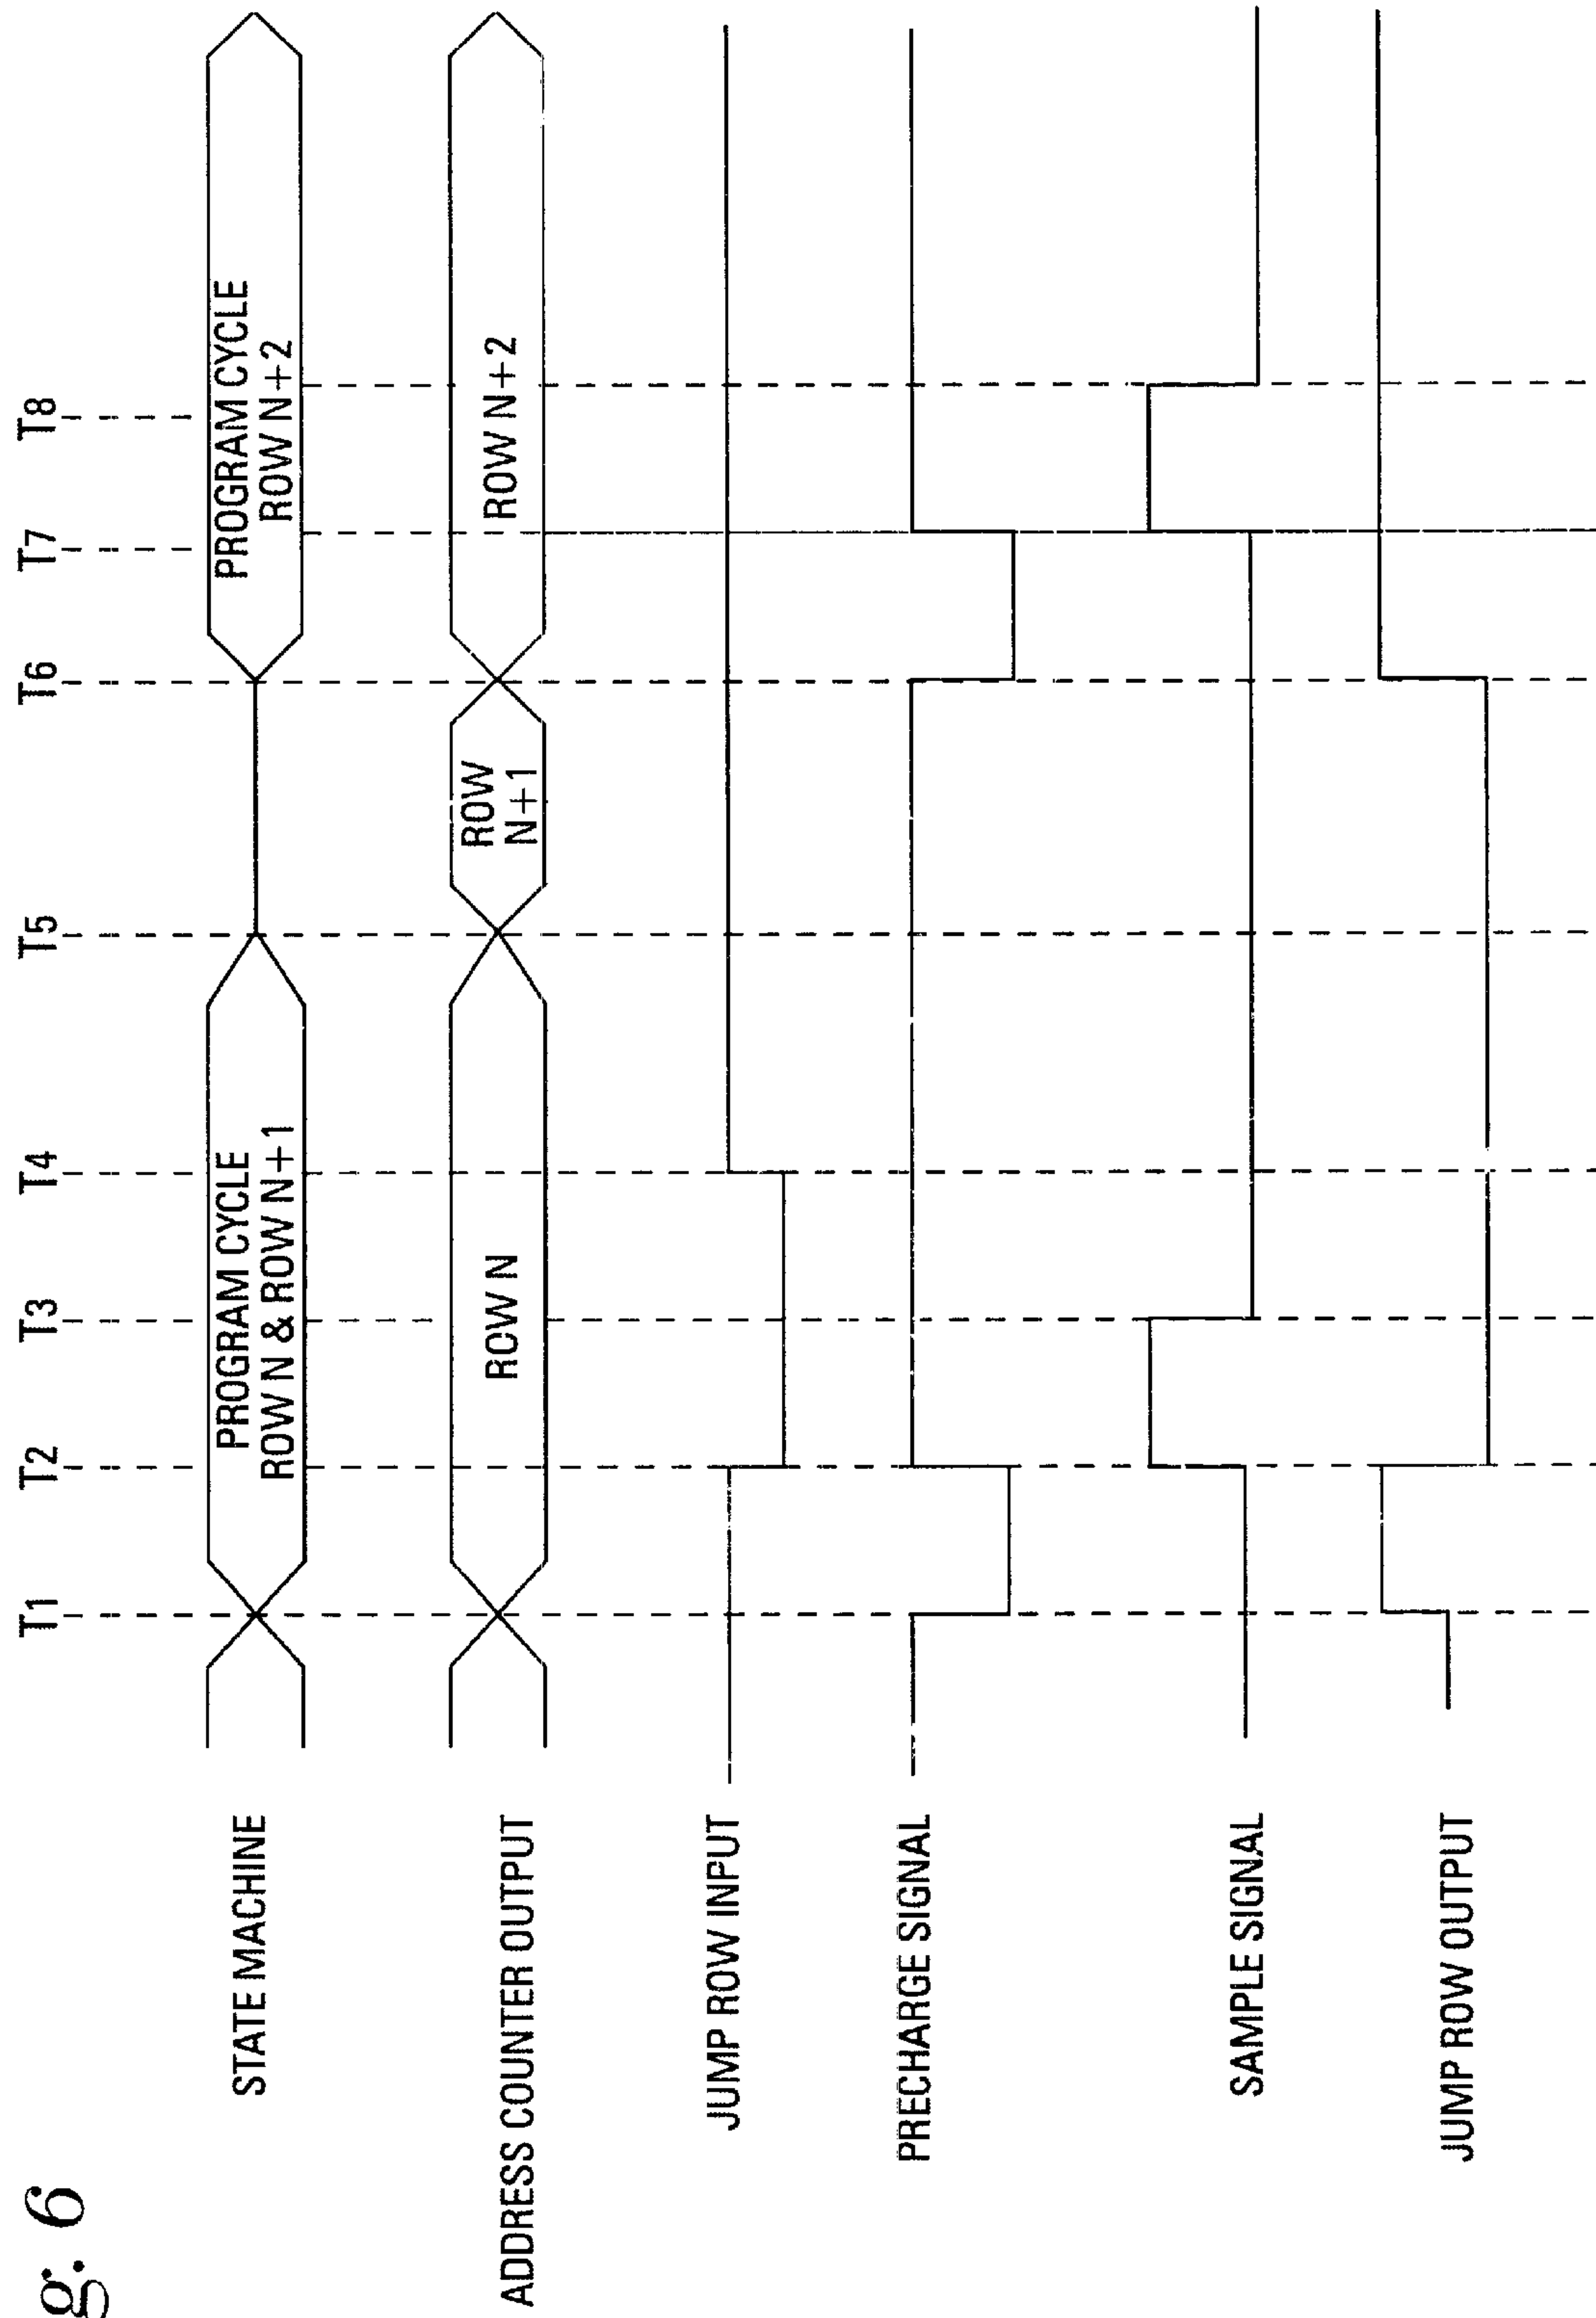 g. 6
T1 T2 T3 T4 T5 T6 T7 T8
STATE MACHINE
PROGRAM CYCLE
ROW N & ROW N+1
PROGRAM CYCLE
ROW N+2
ADDRESS COUNTER OUTPUT
ROW N
ROW
N+1
ROW N+2
JUMP ROW INPUT
PRECHARGE SIGNAL
SAMPLE SIGNAL
JUMP ROW OUTPUT